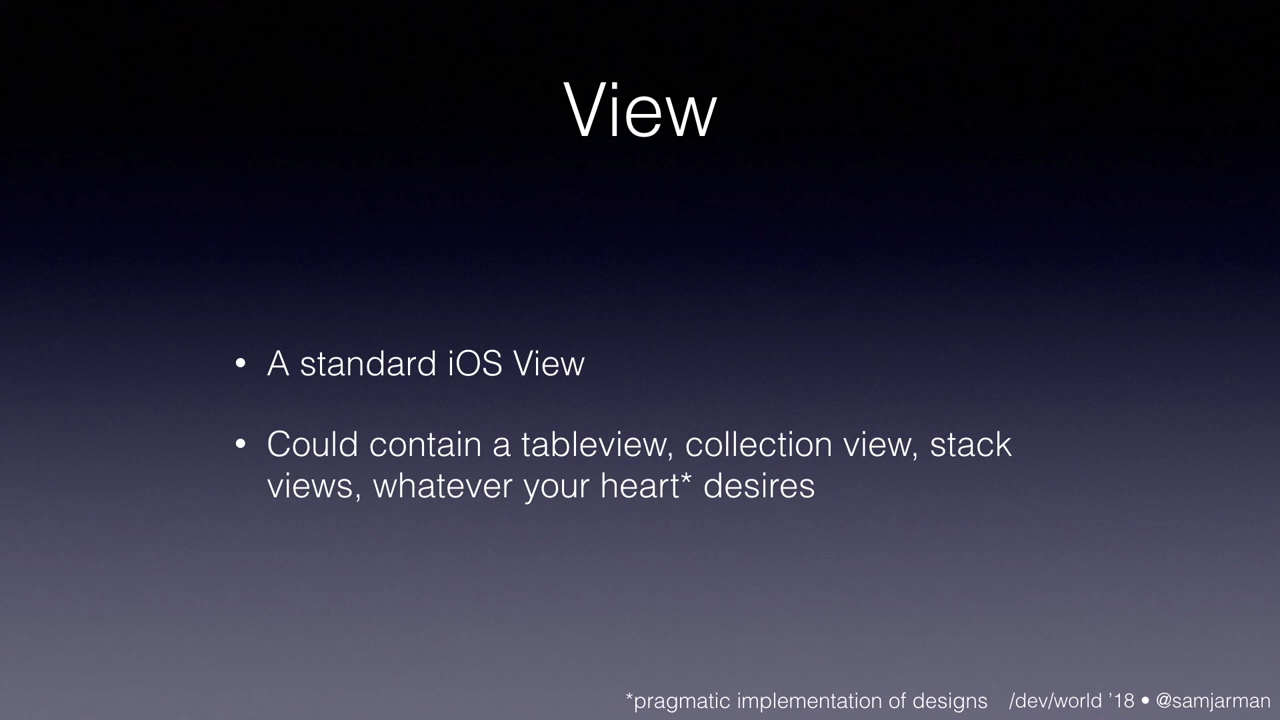 View
• A standard iOS View
• Could contain a tableview, collection view, stack
views, whatever your heart* desires
*pragmatic implementation of designs /dev/world ’18 • @samjarman